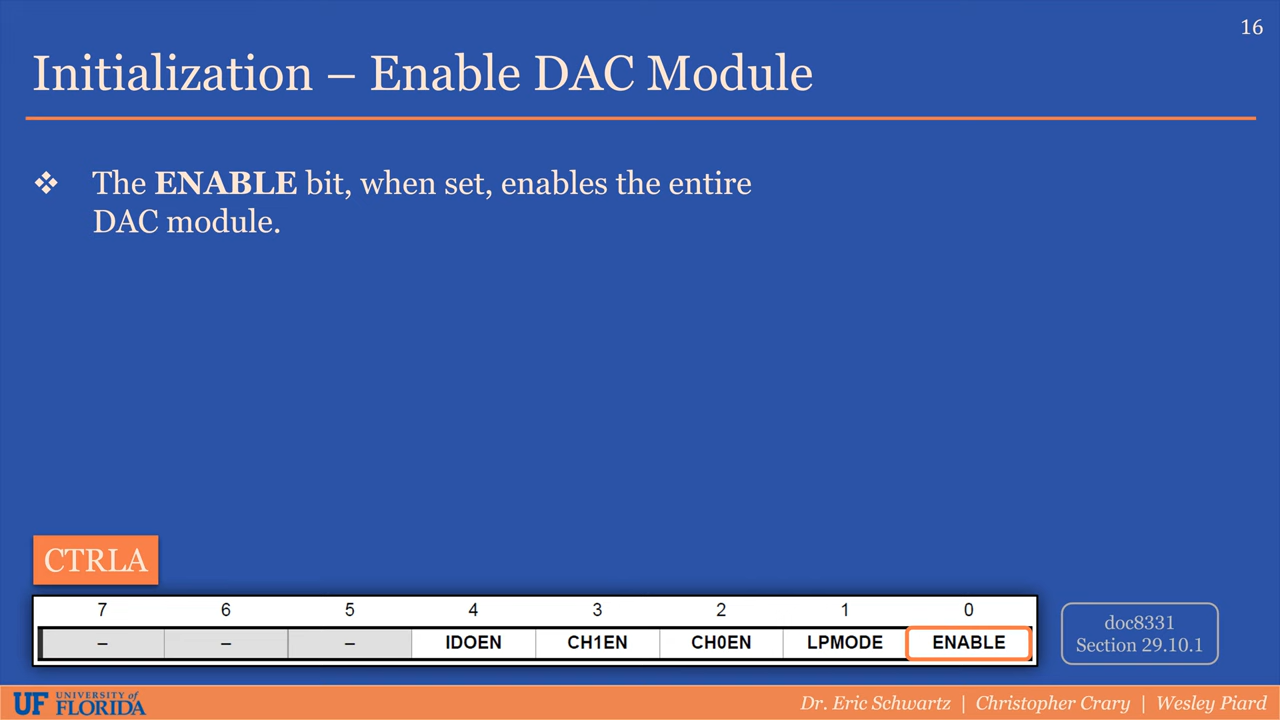 16
Initialization – Enable DAC Module
❖ The ENABLE bit, when set, enables the entire
DAC module.
CTRLA
7 6 5 4 3 2 1 0
– – – IDOEN CH1EN CH0EN LPMODE ENABLE
doc8331
Section 29.10.1
UF UNIVERSITY of
FLORIDA
Dr. Eric Schwartz | Christopher Crary | Wesley Piard